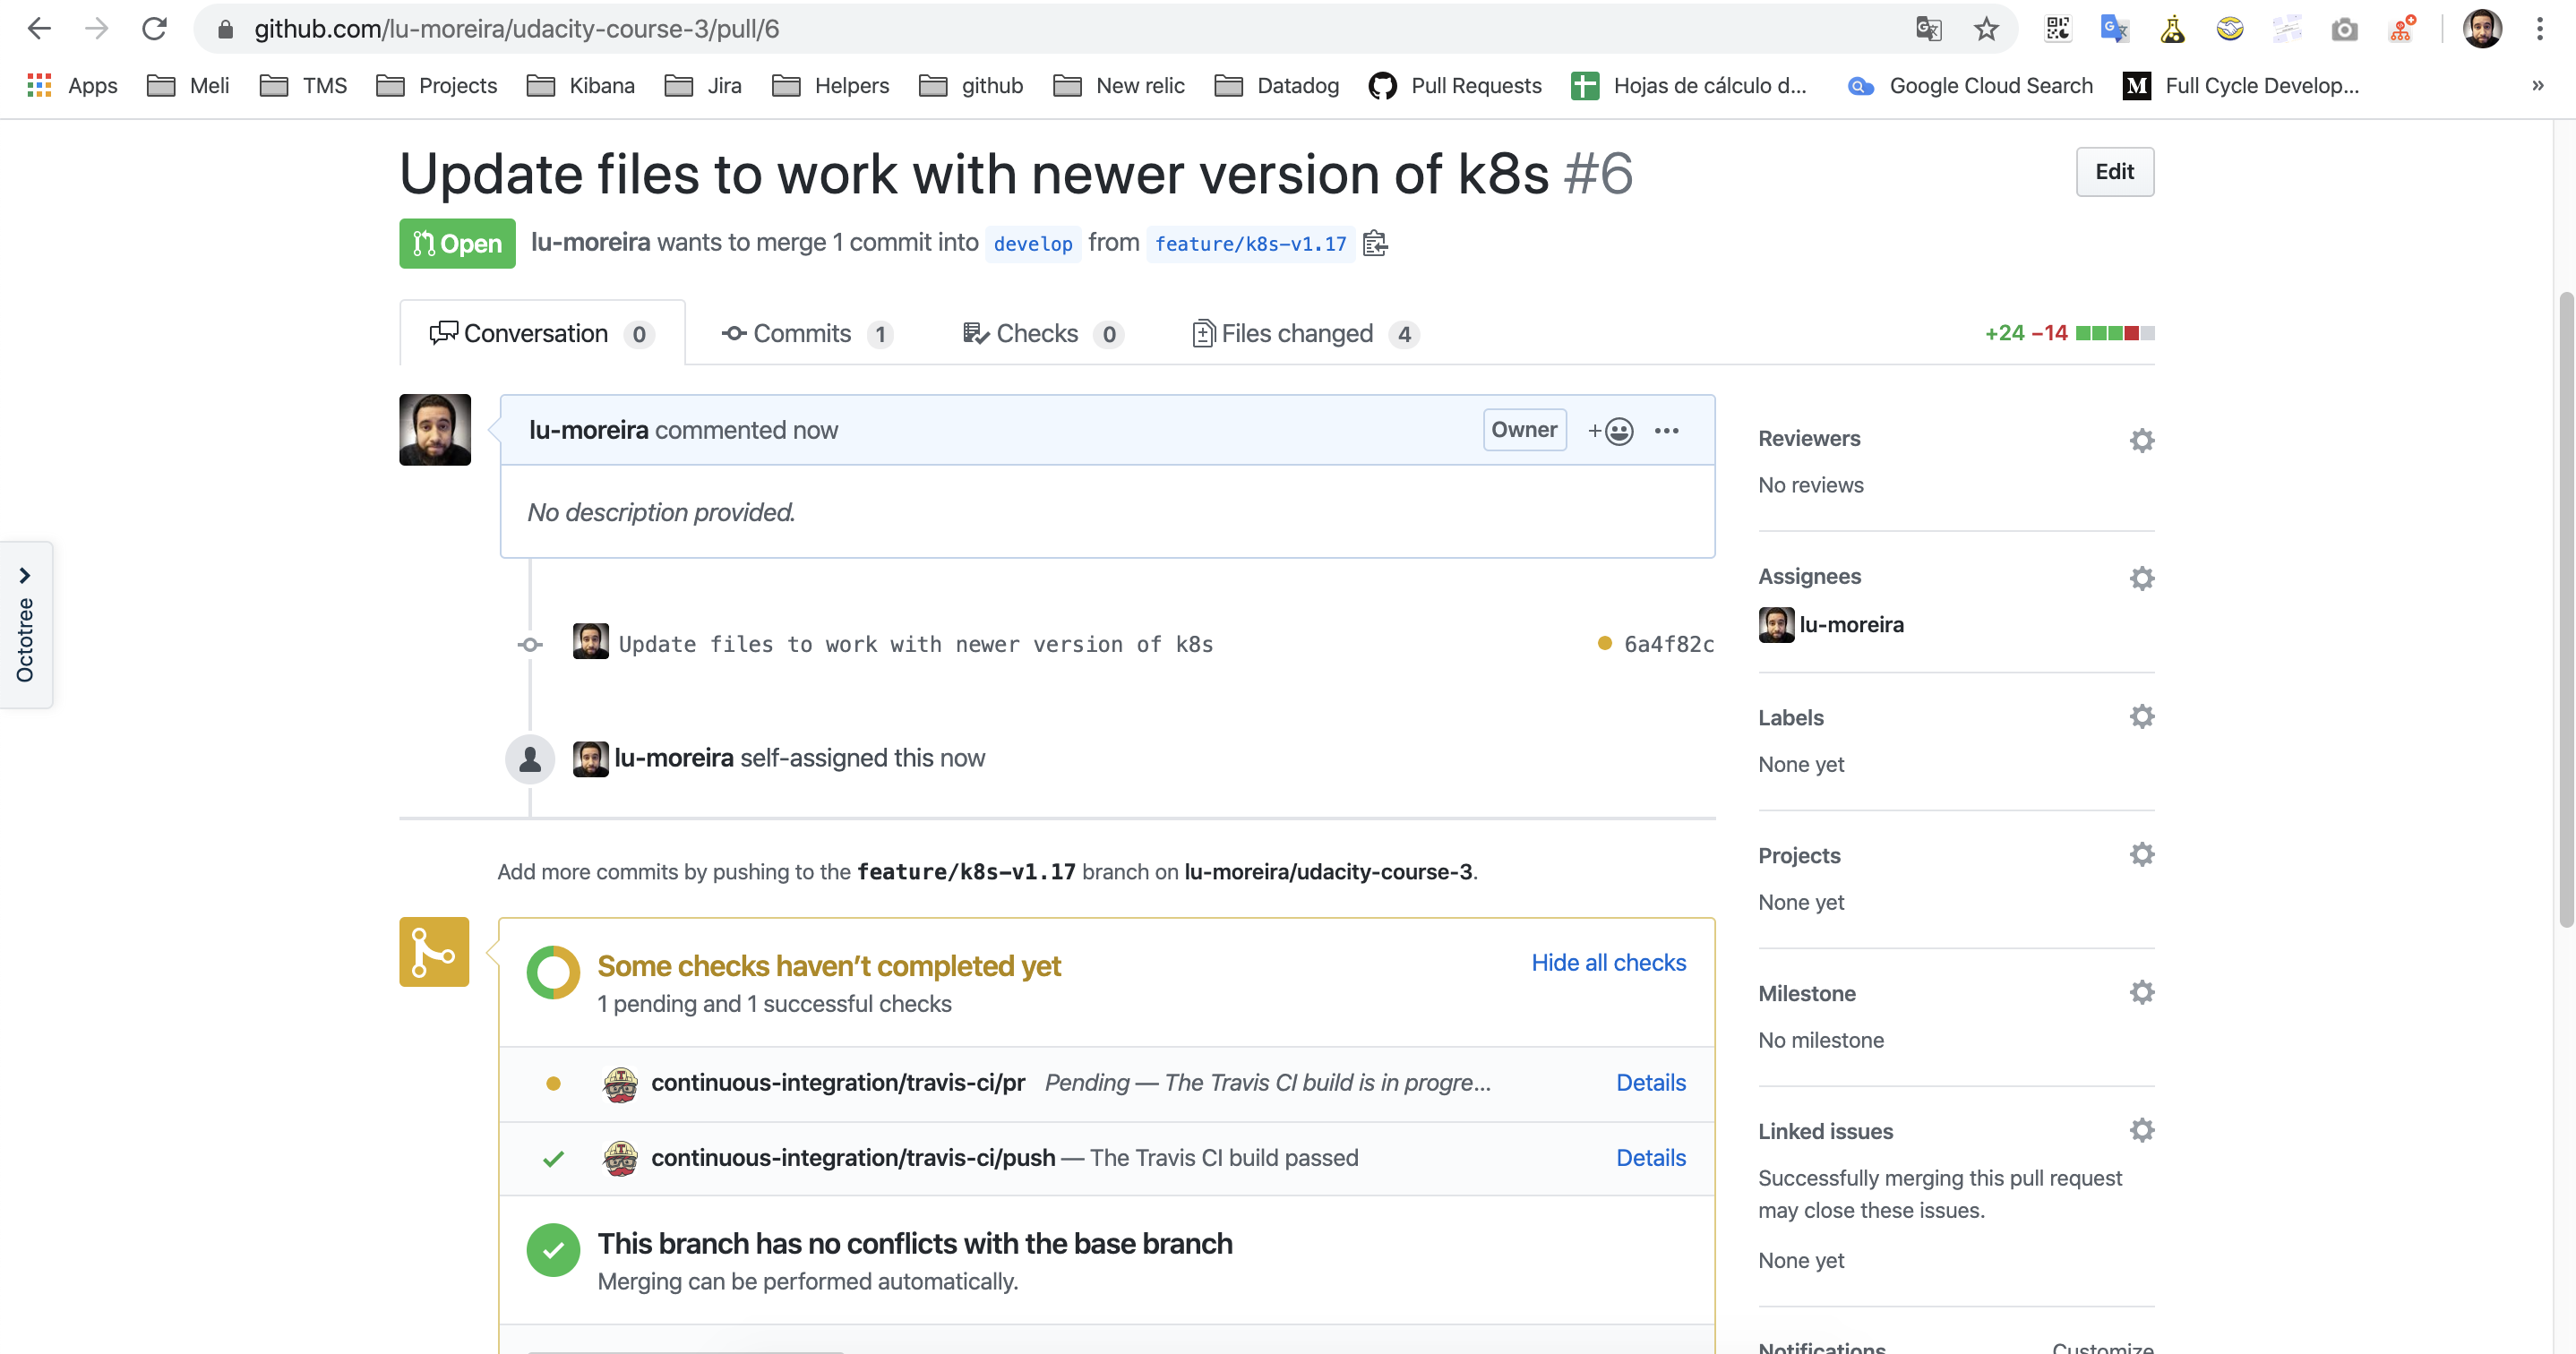 github.com/lu-moreira/udacity-course-3/pull/6
Apps Meli TMS Projects Kibana Jira Helpers github New relic Datadog Pull Requests Hojas de cálculo d... Google Cloud Search Full Cycle Develop... »
Update files to work with newer version of k8s #6
Edit
Open lu-moreira wants to merge 1 commit into develop from feature/k8s-v1.17
Conversation 0 Commits 1 Checks 0 Files changed 4 +24 −14
lu-moreira commented now Owner
No description provided.
Update files to work with newer version of k8s 6a4f82c
lu-moreira self-assigned this now
Add more commits by pushing to the feature/k8s-v1.17 branch on lu-moreira/udacity-course-3.
Some checks haven’t completed yet Hide all checks
1 pending and 1 successful checks
continuous-integration/travis-ci/pr Pending — The Travis CI build is in progre... Details
continuous-integration/travis-ci/push — The Travis CI build passed Details
This branch has no conflicts with the base branch
Merging can be performed automatically.
Reviewers
No reviews
Assignees
lu-moreira
Labels
None yet
Projects
None yet
Milestone
No milestone
Linked issues
Successfully merging this pull request
may close these issues.
None yet
Notifications Customize
Octotree